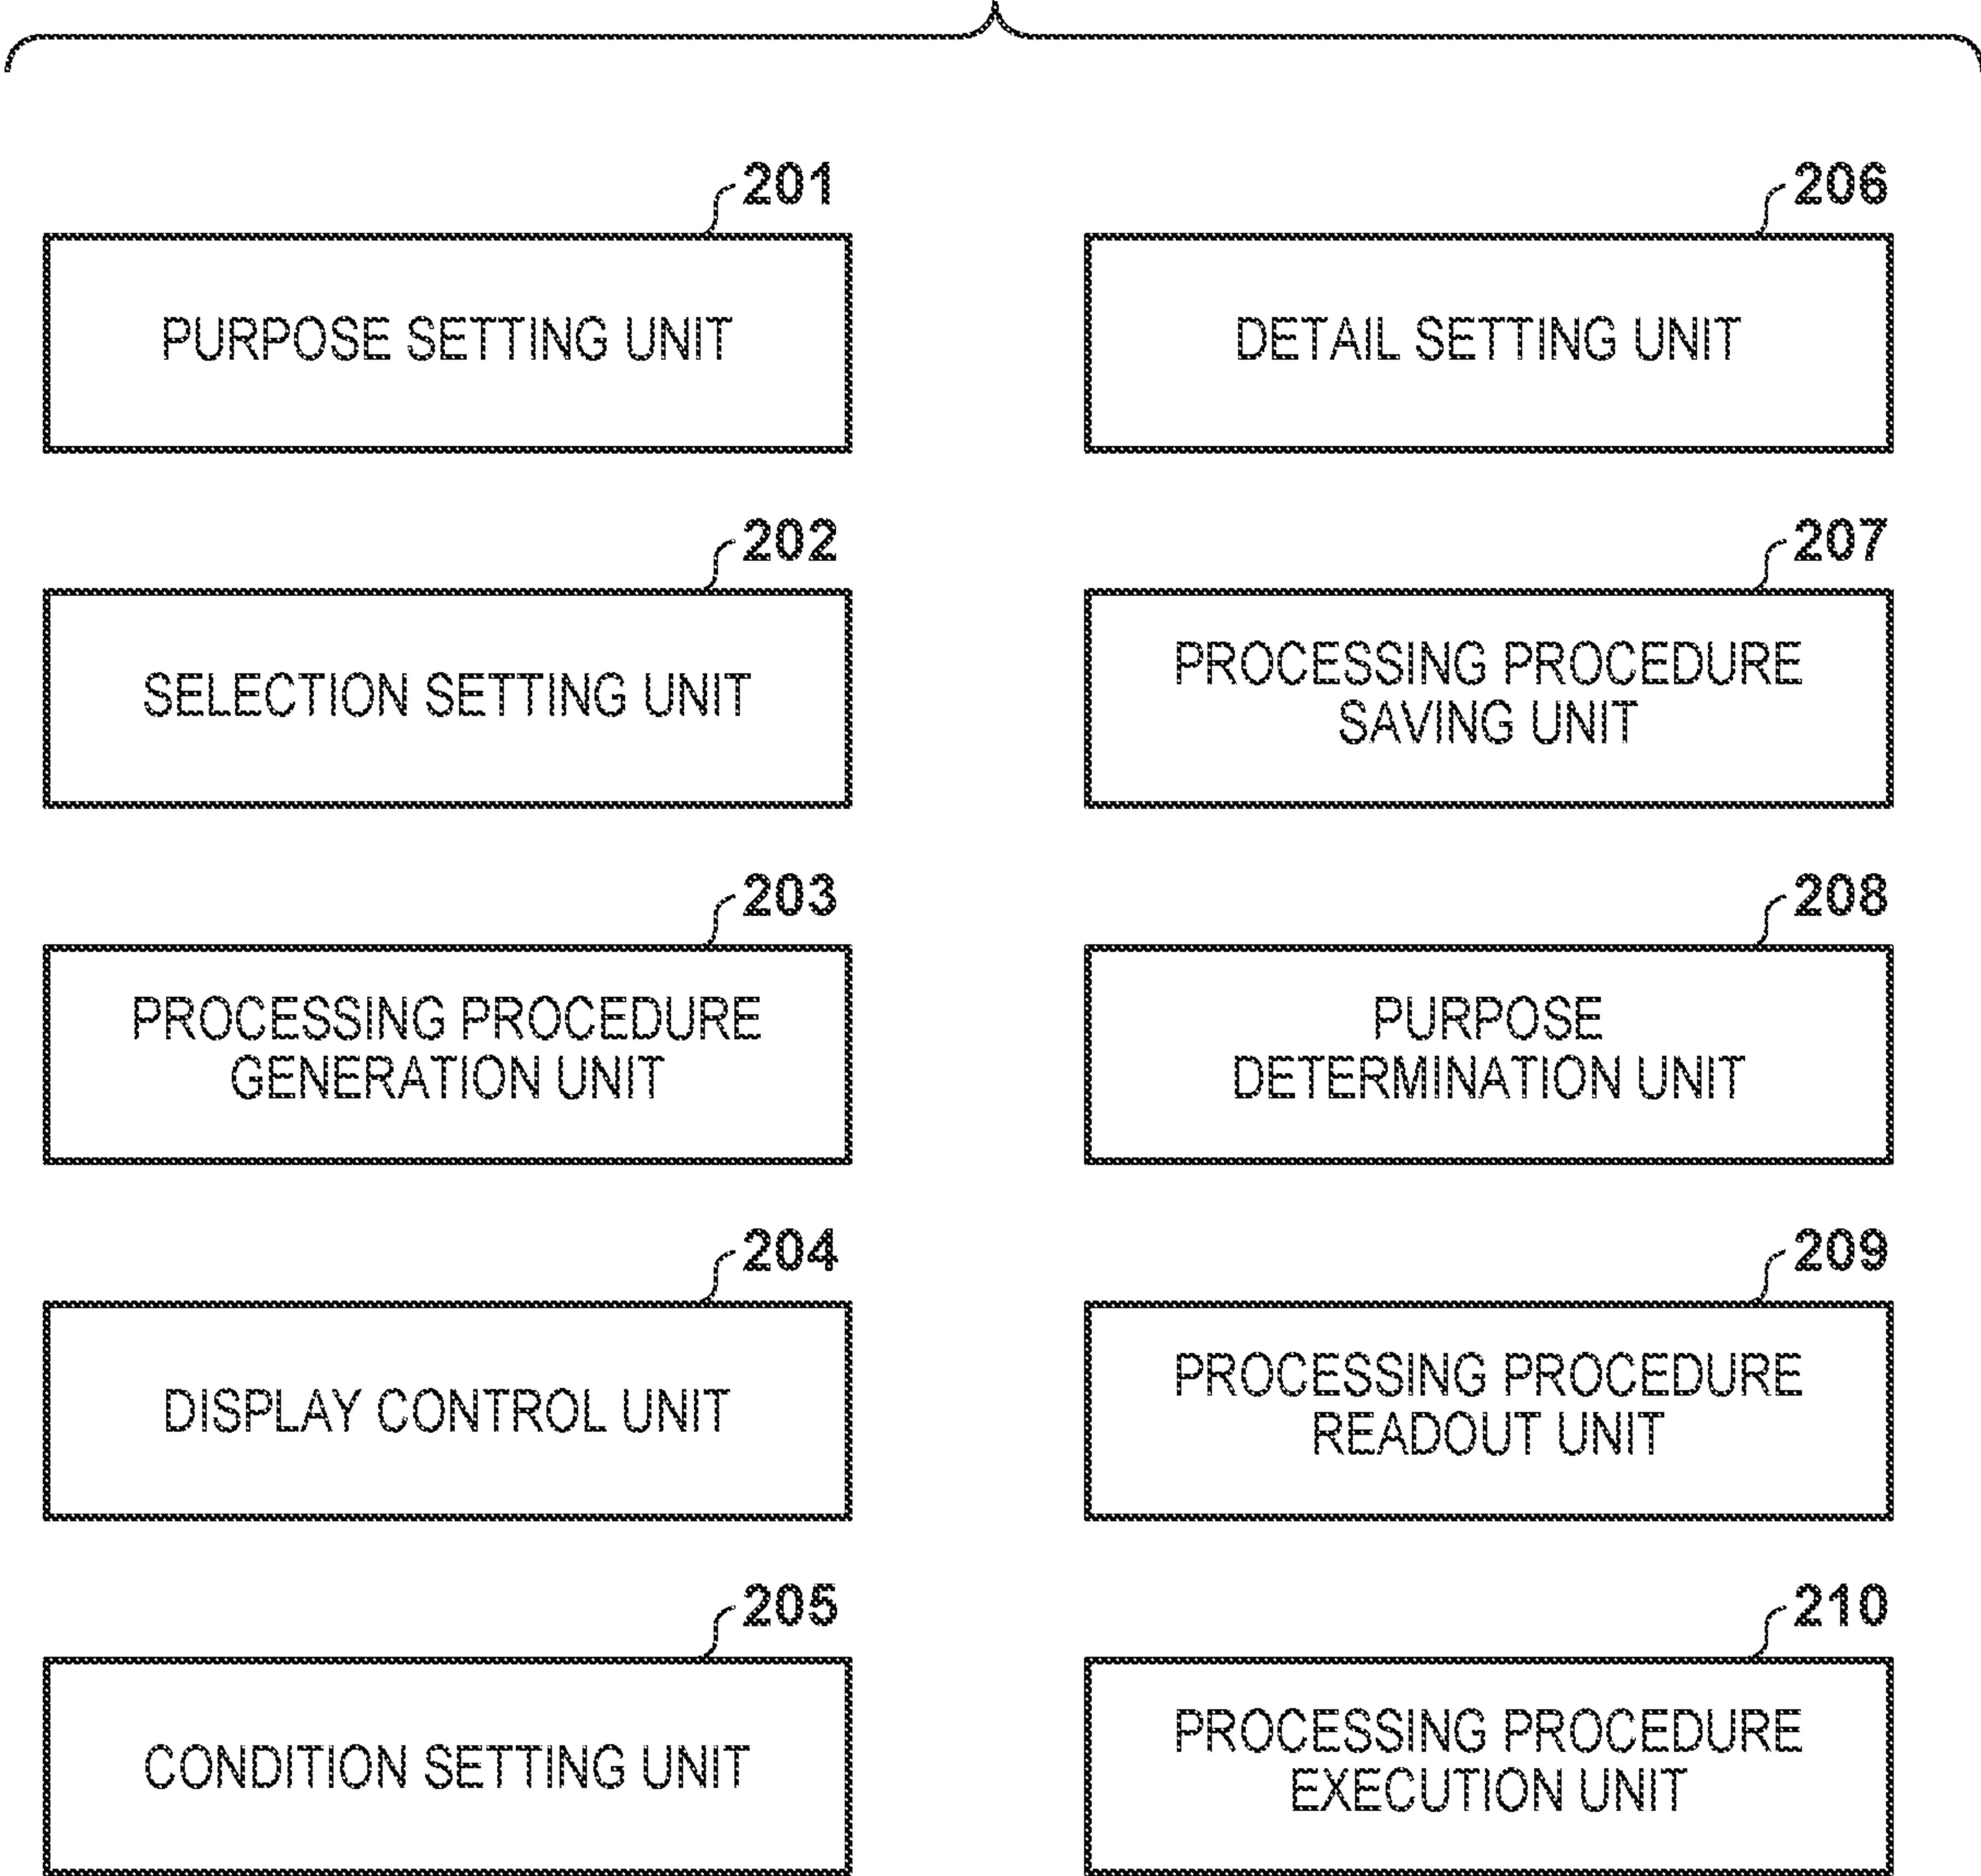 201
PURPOSE SETTING UNIT
202
SELECTION SETTING UNIT
203
PROCESSING PROCEDURE
GENERATION UNIT
204
DISPLAY CONTROL UNIT
205
CONDITION SETTING UNIT
206
DETAIL SETTING UNIT
207
PROCESSING PROCEDURE
SAVING UNIT
208
PURPOSE
DETERMINATION UNIT
209
PROCESSING PROCEDURE
READOUT UNIT
210
PROCESSING PROCEDURE
EXECUTION UNIT